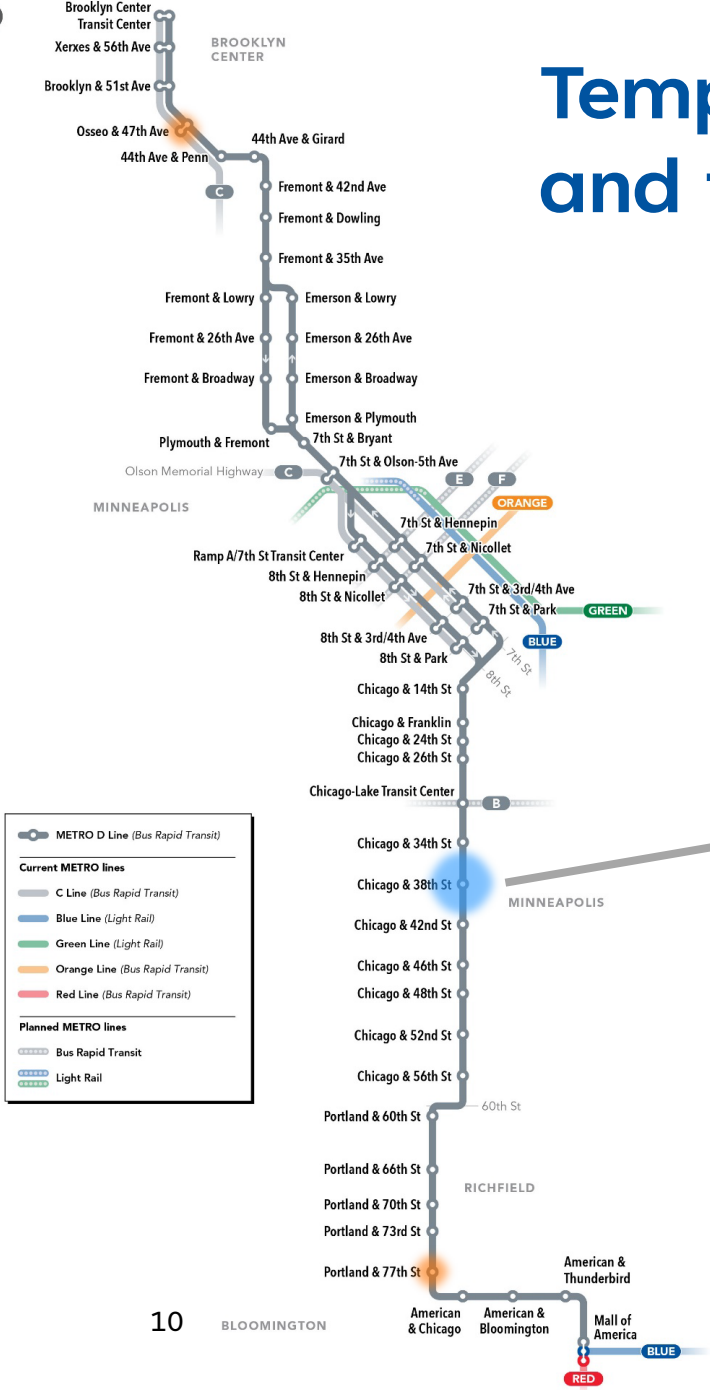 Brooklyn Center
Transit Center
Xerxes & 56th Ave
BROOKLYN
CENTER
Brooklyn & 51st Ave
Temp
and
Osseo & 47th Ave
44th Ave & Girard
44th Ave & Penn
C
Fremont & 42nd Ave
Fremont & Dowling
Fremont & 35th Ave
Fremont & Lowry
Emerson & Lowry
Fremont & 26th Ave
Emerson & 26th Ave
Fremont & Broadway
Emerson & Broadway
Emerson & Plymouth
Plymouth & Fremont
7th St & Bryant
7th St & Olson-5th Ave
Olson Memorial Highway
C
E
F
ORANGE
MINNEAPOLIS
7th St & Hennepin
7th St & Nicollet
Ramp A/7th St Transit Center
8th St & Hennepin
8th St & Nicollet
7th St & 3rd/4th Ave
7th St & Park
GREEN
8th St & 3rd/4th Ave
BLUE
8th St & Park
7th St
8th St
Chicago & 14th St
Chicago & Franklin
Chicago & 24th St
Chicago & 26th St
Chicago-Lake Transit Center
B
Chicago & 34th St
Chicago & 38th St
MINNEAPOLIS
Chicago & 42nd St
Chicago & 46th St
Chicago & 48th St
Chicago & 52nd St
Chicago & 56th St
METRO D Line (Bus Rapid Transit)
Current METRO lines
C Line (Bus Rapid Transit)
Blue Line (Light Rail)
Green Line (Light Rail)
Orange Line (Bus Rapid Transit)
Red Line (Bus Rapid Transit)
Planned METRO lines
Bus Rapid Transit
Light Rail
60th St
Portland & 60th St
Portland & 66th St
RICHFIELD
Portland & 70th St
Portland & 73rd St
Portland & 77th St
American &
Thunderbird
American
& Chicago
American &
Bloomington
Mall of
America
10
BLOOMINGTON
BLUE
RED